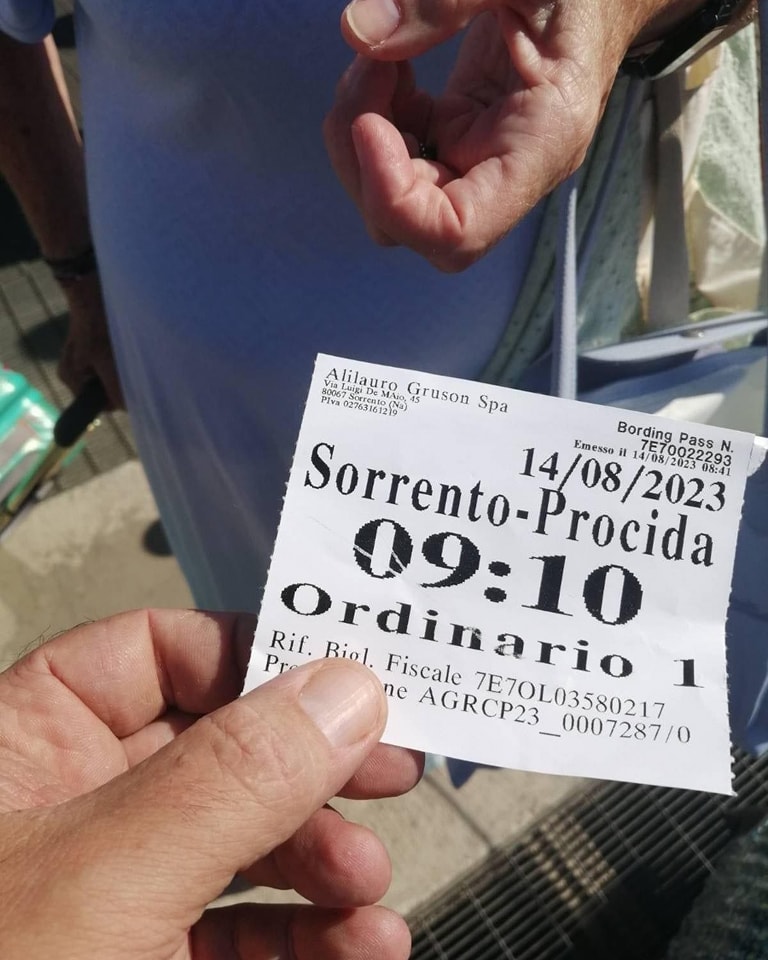 Alilauro Gruson Spa
Via Luigi De MAio, 45
80067 Sorrento (Na)
PIva 02763161219
Bording Pass N.
7E70022293
Emesso il 14/08/2023 08:41
14/08/2023
Sorrento-Procida
09:10
Ordinario 1
Rif. Bigl. Fiscale 7E7OL03580217
AGRCP23_0007287/0